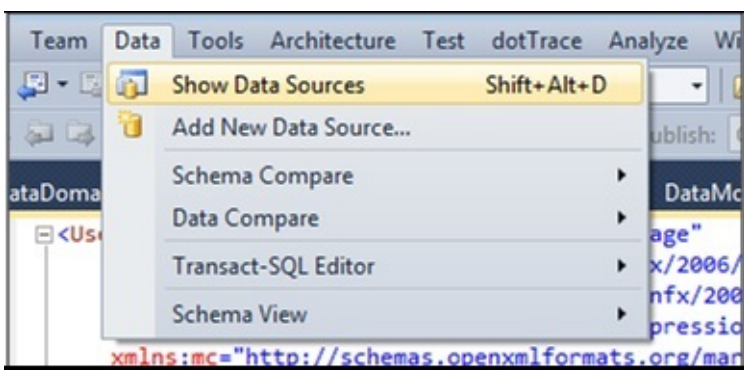 Team Data Tools Architecture Test dotTrace Analyze
Show Data Sources Shift+Alt+D
Add New Data Source...
ublish:
Schema Compare
ataDoma DataMo
Data Compare
<Use age"
Transact-SQL Editor x/2006/
nfx/200
Schema View
pressio
xmlns:mc="http://schemas.openxmlformats.org/mar